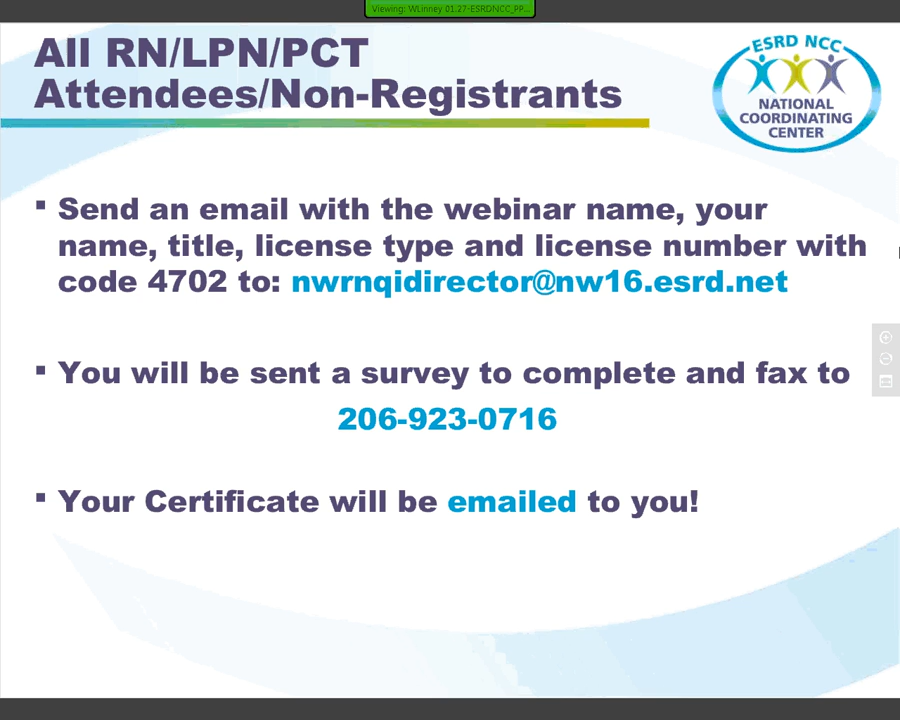 Viewing: WLinney 01.27-ESRDNCC_PP...
All RN/LPN/PCT
Attendees/Non-Registrants
ESRD NCC
NATIONAL
COORDINATING
CENTER
▪ Send an email with the webinar name, your
name, title, license type and license number with
code 4702 to: nwrnqidirector@nw16.esrd.net
▪ You will be sent a survey to complete and fax to
206-923-0716
▪ Your Certificate will be emailed to you!